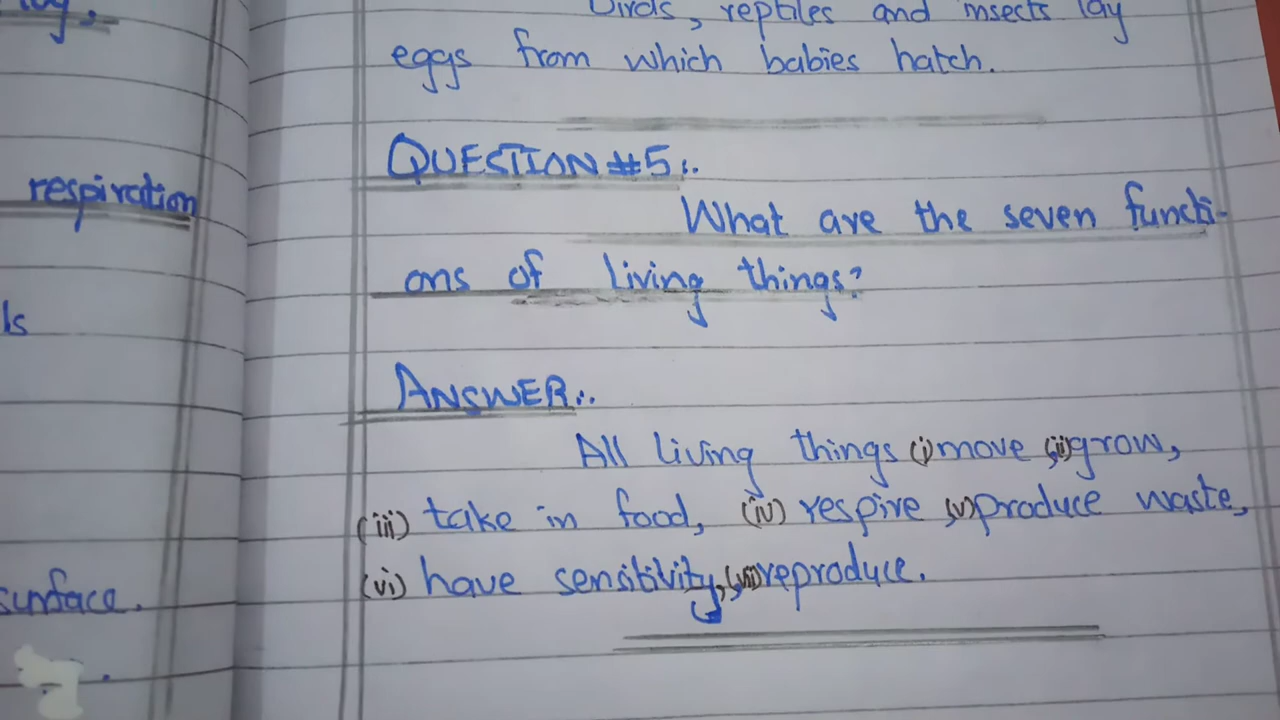 respiration
ls
surface.
Birds, reptiles and insects lay
eggs from which babies hatch.
QUESTION #5:.
What are the seven functi-
ons of living things?
ANSWER:.
All living things (i) move (ii) grow,
(iii) take in food, (iv) respire (v) produce waste,
(vi) have sensitivity, (vii) reproduce.